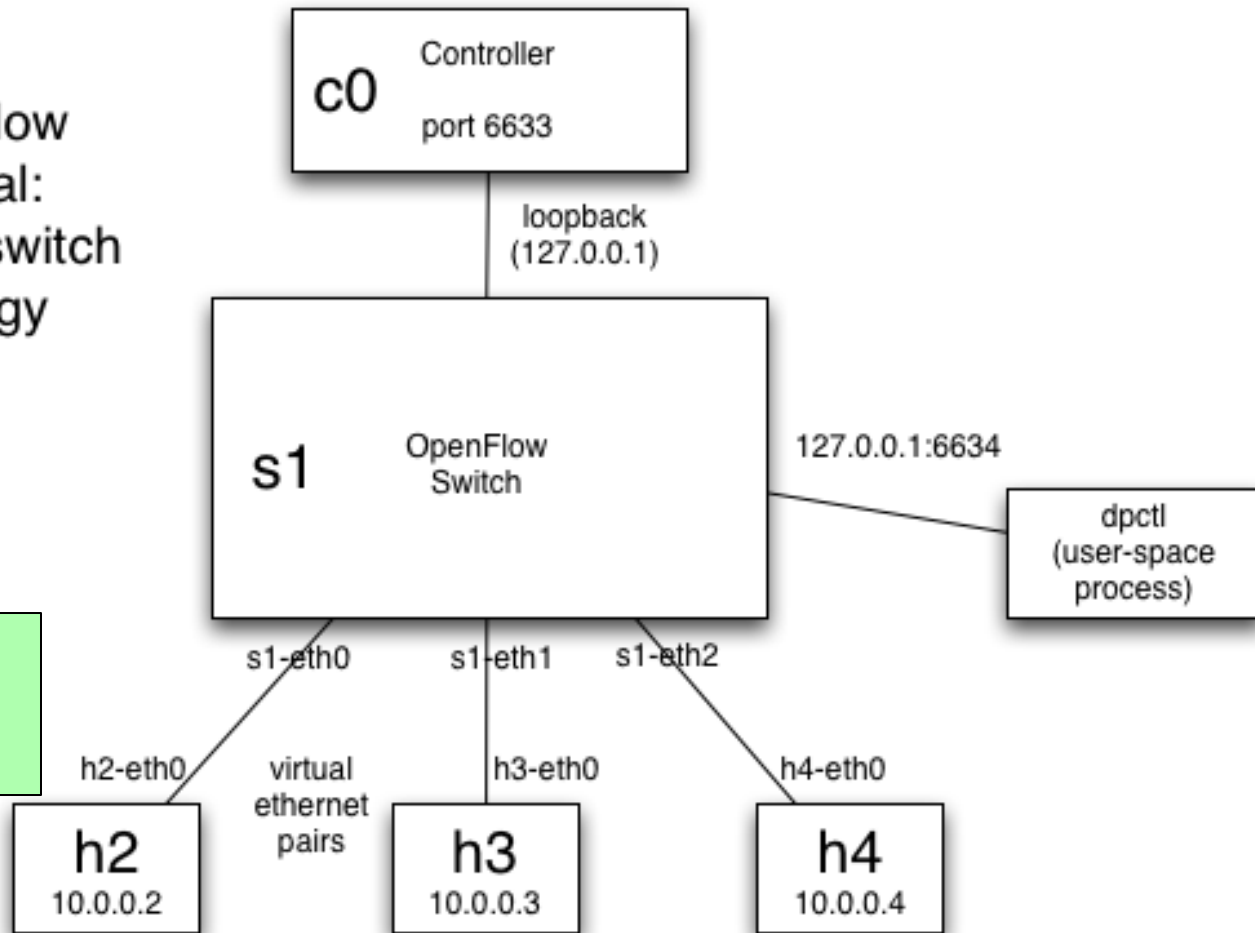 low
al:
switch
gy
c0
Controller
port 6633
loopback
(127.0.0.1)
s1
OpenFlow
Switch
127.0.0.1:6634
dpctl
(user-space
process)
s1-eth0
s1-eth1
s1-eth2
h2-eth0
virtual
ethernet
pairs
h3-eth0
h4-eth0
h2
10.0.0.2
h3
10.0.0.3
h4
10.0.0.4